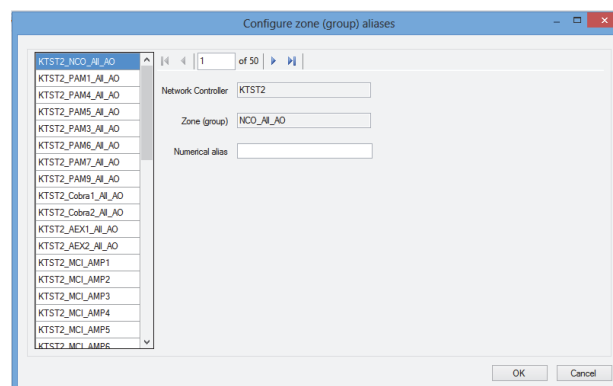 Configure zone (group) aliases
KTST2_NCO_All_AO
KTST2_PAM1_All_AO
KTST2_PAM4_All_AO
KTST2_PAM5_All_AO
KTST2_PAM3_All_AO
KTST2_PAM6_All_AO
KTST2_PAM7_All_AO
KTST2_PAM9_All_AO
KTST2_Cobra1_All_AO
KTST2_Cobra2_All_AO
KTST2_AEX1_All_AO
KTST2_AEX2_All_AO
KTST2_MCI_AMP1
KTST2_MCI_AMP2
KTST2_MCI_AMP3
KTST2_MCI_AMP4
KTST2_MCI_AMP5
KTST2_MCI_AMP6
1 of 50
Network Controller KTST2
Zone (group) NCO_All_AO
Numerical alias
OK Cancel